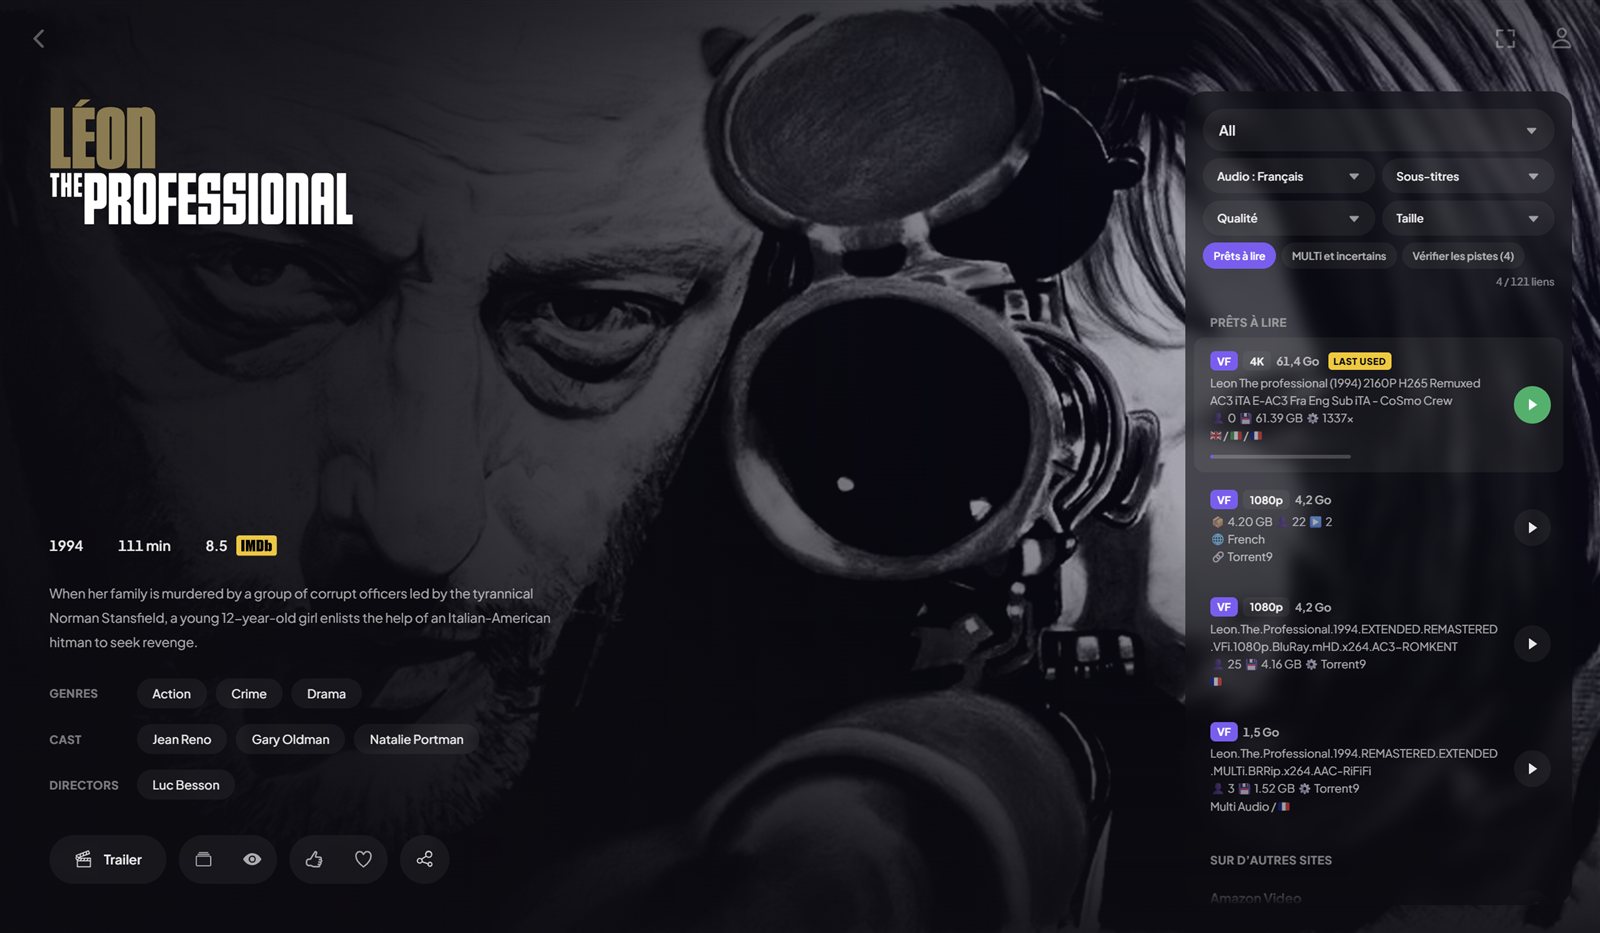 LÉON
THE PROFESSIONAL
1994 111 min 8.5 IMDb
When her family is murdered by a group of corrupt officers led by the tyrannical
Norman Stansfield, a young 12-year-old girl enlists the help of an Italian-American
hitman to seek revenge.
GENRES Action Crime Drama
CAST Jean Reno Gary Oldman Natalie Portman
DIRECTORS Luc Besson
Trailer
All
Audio : Français Sous-titres
Qualité Taille
Prêts à lire MULTi et incertains Vérifier les pistes (4)
4 / 121 liens
PRÊTS À LIRE
VF 4K 61,4 Go LAST USED
Leon The professional (1994) 2160P H265 Remuxed
AC3 iTA E-AC3 Fra Eng Sub iTA - CoSmo Crew
👤 0 💾 61.39 GB ⚙️ 1337x
🇬🇧 / 🇮🇹 / 🇫🇷
VF 1080p 4,2 Go
📦 4.20 GB 👤 22 ▶️ 2
🌐 French
🔗 Torrent9
VF 1080p 4,2 Go
Leon.The.Professional.1994.EXTENDED.REMASTERED
.VFi.1080p.BluRay.mHD.x264.AC3-ROMKENT
👤 25 💾 4.16 GB ⚙️ Torrent9
🇫🇷
VF 1,5 Go
Leon.The.Professional.1994.REMASTERED.EXTENDED
.MULTi.BRRip.x264.AAC-RiFiFi
👤 3 💾 1.52 GB ⚙️ Torrent9
Multi Audio / 🇫🇷
SUR D'AUTRES SITES
Amazon Video